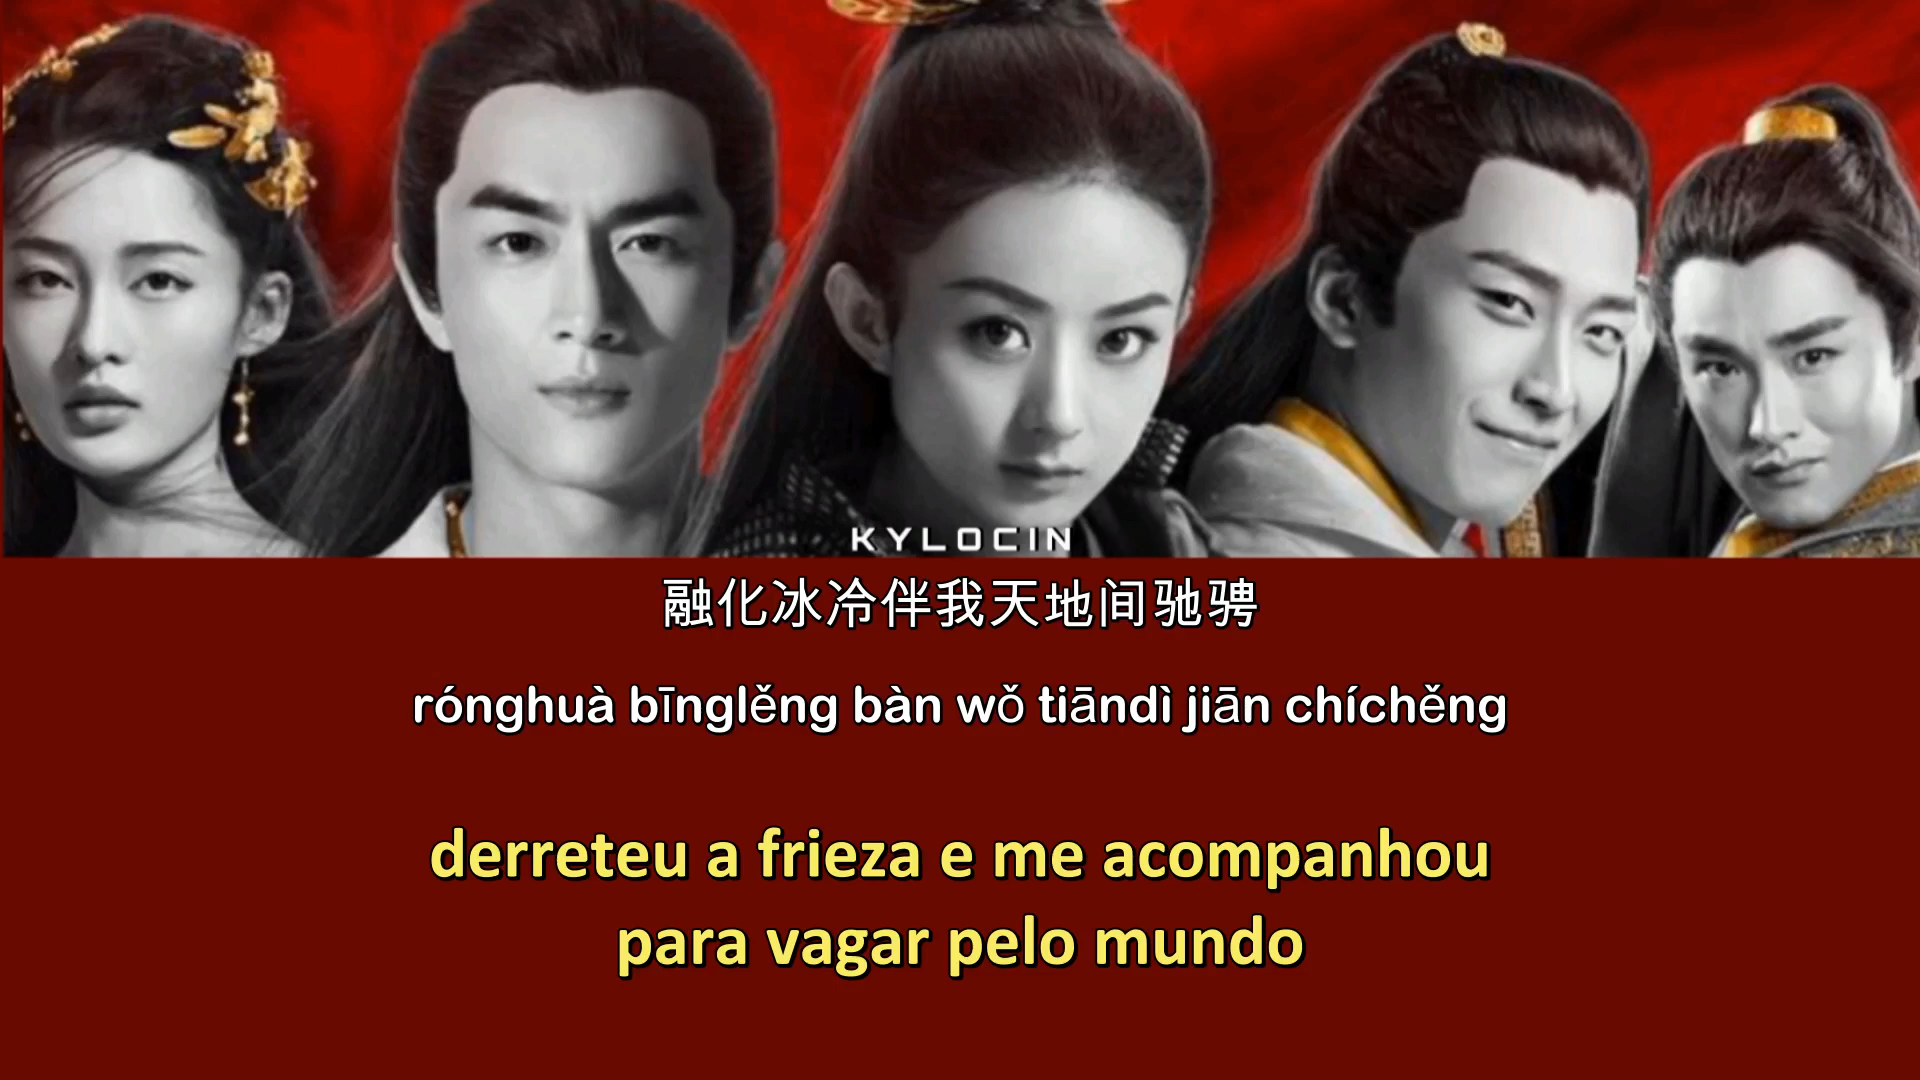 KYLOCIN
融化冰冷伴我天地间驰骋
rónghuà bīnglěng bàn wǒ tiāndì jiān chíchěng
derreteu a frieza e me acompanhou
para vagar pelo mundo